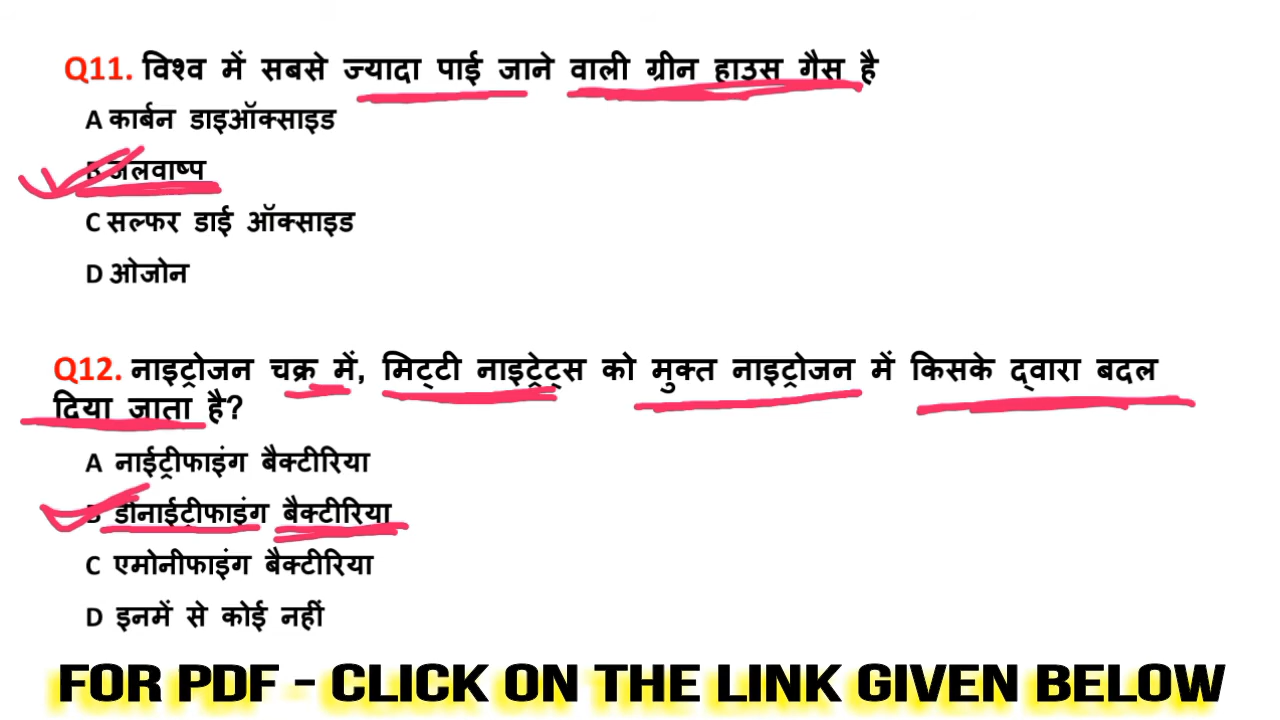 Q11. विश्व में सबसे ज्यादा पाई जाने वाली ग्रीन हाउस गैस है
A कार्बन डाइऑक्साइड
B जलवाष्प
C सल्फर डाई ऑक्साइड
D ओजोन
Q12. नाइट्रोजन चक्र में, मिट्टी नाइट्रेट्स को मुक्त नाइट्रोजन में किसके द्वारा बदल
दिया जाता है?
A नाईट्रीफाइंग बैक्टीरिया
B डीनाईट्रीफाइंग बैक्टीरिया
C एमोनीफाइंग बैक्टीरिया
D इनमें से कोई नहीं
FOR PDF - CLICK ON THE LINK GIVEN BELOW